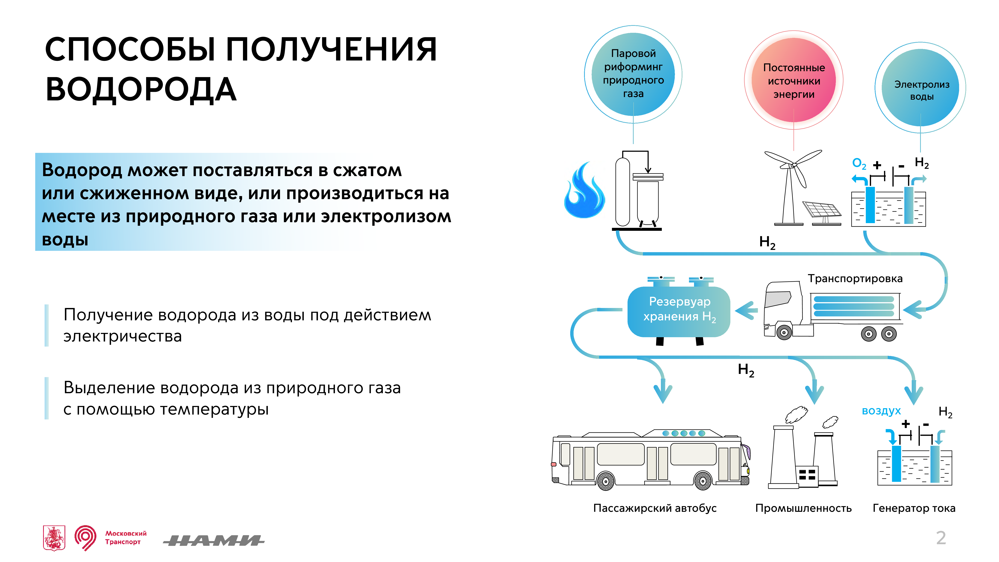 СПОСОБЫ ПОЛУЧЕНИЯ
ВОДОРОДА
Водород может поставляться в сжатом
или сжиженном виде, или производиться на
месте из природного газа или электролизом
воды
Получение водорода из воды под действием
электричества
Выделение водорода из природного газа
с помощью температуры
Паровой
риформинг
природного
газа
Постоянные
источники
энергии
Электролиз
воды
O₂ + - H₂
H₂
Транспортировка
Резервуар
хранения H₂
H₂
воздух H₂
+ -
Пассажирский автобус
Промышленность
Генератор тока
Московский
Транспорт
НАМИ
2